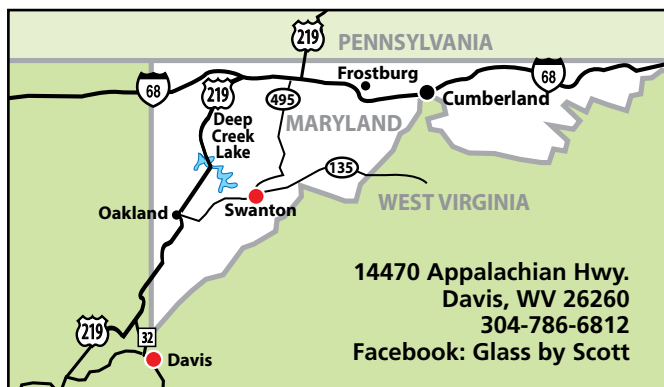 219
PENNSYLVANIA
68
219
495
Frostburg
68
Cumberland
Deep
Creek
Lake
MARYLAND
135
Oakland
Swanton
WEST VIRGINIA
14470 Appalachian Hwy.
Davis, WV 26260
304-786-6812
Facebook: Glass by Scott
219
32
Davis